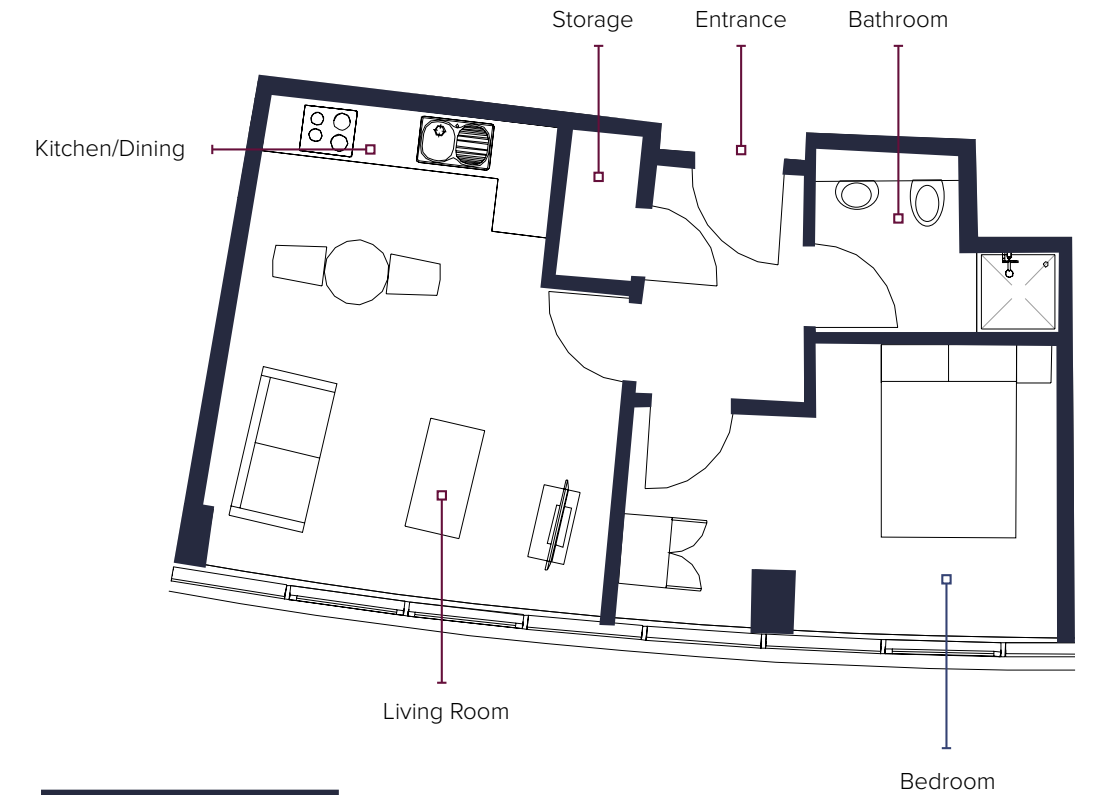 Storage
Entrance
Bathroom
Kitchen/Dining
Living Room
Bedroom